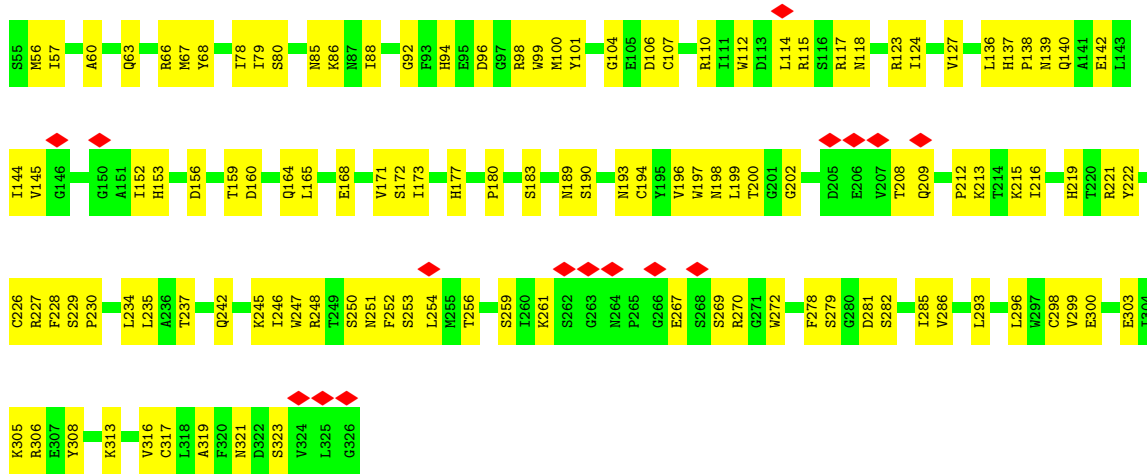 S55 M56 I57 A60 Q63 R66 M67 Y68 I78 I79 S80 N85 K86 N87 I88 G92 F93 H94 E95 D96 G97 R98 W99 M100 Y101 G104 E105 D106 C107 R110 I111 W112 D113 L114 R115 S116 R117 N118 R123 I124 V127 L136 H137 P138 N139 Q140 A141 E142 L143
I144 V145 G146 G150 A151 I152 H153 D156 T159 D160 Q164 L165 E168 V171 S172 I173 H177 P180 S183 N189 S190 N193 C194 Y195 V196 W197 N198 L199 T200 G201 G202 D205 E206 V207 T208 Q209 P212 K213 T214 K215 I216 H219 T220 R221 Y222
C226 R227 F228 S229 P230 L234 L235 A236 T237 Q242 K245 I246 W247 R248 T249 S250 N251 F252 S253 L254 M255 T256 S259 I260 K261 S262 G263 N264 P265 G266 E267 S268 S269 R270 G271 W272 F278 S279 G280 D281 S282 I285 V286 L293 L296 W297 C298 V299 E300 E303 I304
K305 R306 E307 Y308 K313 V316 C317 L318 A319 F320 N321 D322 S323 V324 L325 G326